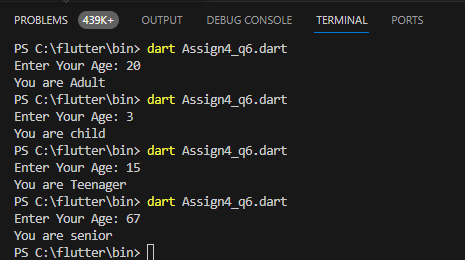 PROBLEMS 439K+ OUTPUT DEBUG CONSOLE TERMINAL PORTS
PS C:\flutter\bin> dart Assign4_q6.dart
Enter Your Age: 20
You are Adult
PS C:\flutter\bin> dart Assign4_q6.dart
Enter Your Age: 3
You are child
PS C:\flutter\bin> dart Assign4_q6.dart
Enter Your Age: 15
You are Teenager
PS C:\flutter\bin> dart Assign4_q6.dart
Enter Your Age: 67
You are senior
PS C:\flutter\bin>